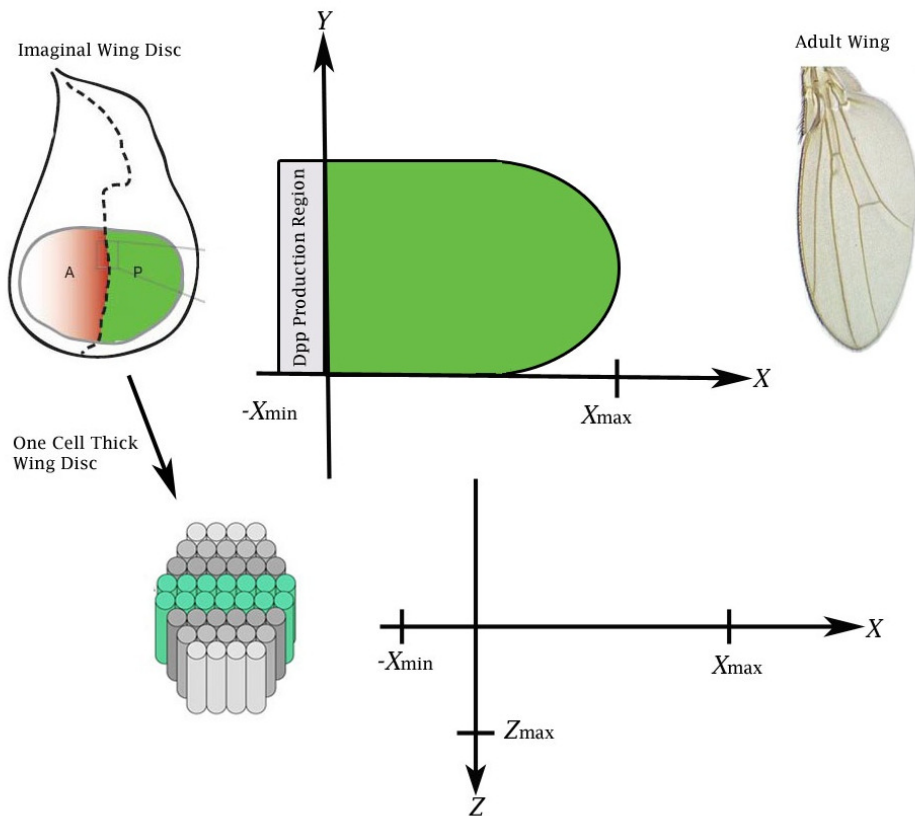 Imaginal Wing Disc
Y
Adult Wing
A
P
Dpp Production Region
X
-Xmin
Xmax
One Cell Thick
Wing Disc
X
-Xmin
Xmax
Zmax
Z